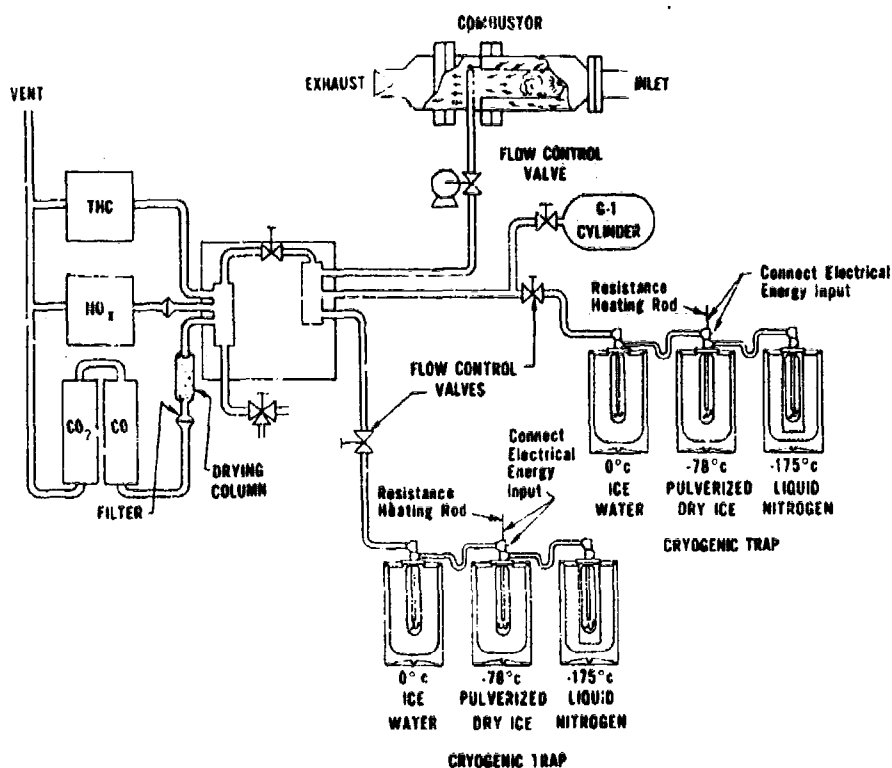 COMBUSTOR
EXHAUST
INLET
VENT
FLOW CONTROL
VALVE
THC
G-1
CYLINDER
Resistance
Heating Rod
Connect Electrical
Energy Input
NOx
FLOW CONTROL
VALVES
CO2
CO
DRYING
COLUMN
FILTER
0°c
ICE
WATER
-78°c
PULVERIZED
DRY ICE
-175°c
LIQUID
NITROGEN
CRYOGENIC TRAP
Connect
Electrical
Energy
Input
Resistance
Heating Rod
0°c
ICE
WATER
-78°c
PULVERIZED
DRY ICE
-175°c
LIQUID
NITROGEN
CRYOGENIC TRAP